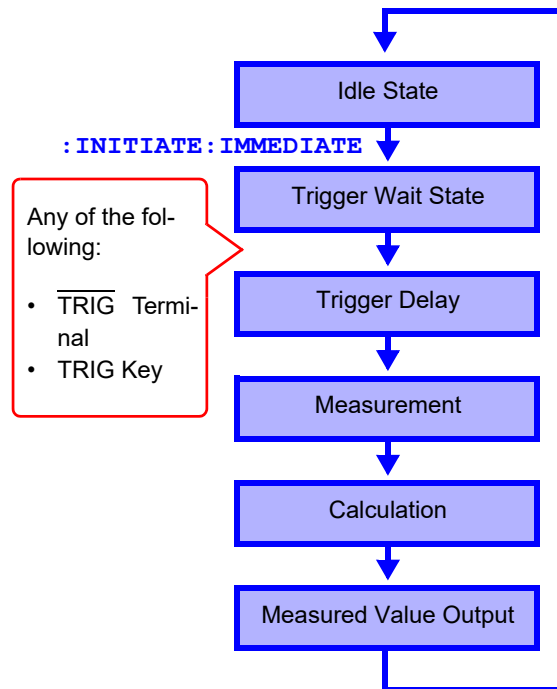 Idle State
:INITIATE:IMMEDIATE
Trigger Wait State
Any of the fol-
lowing:
• TRIG Termi-
nal
• TRIG Key
Trigger Delay
Measurement
Calculation
Measured Value Output